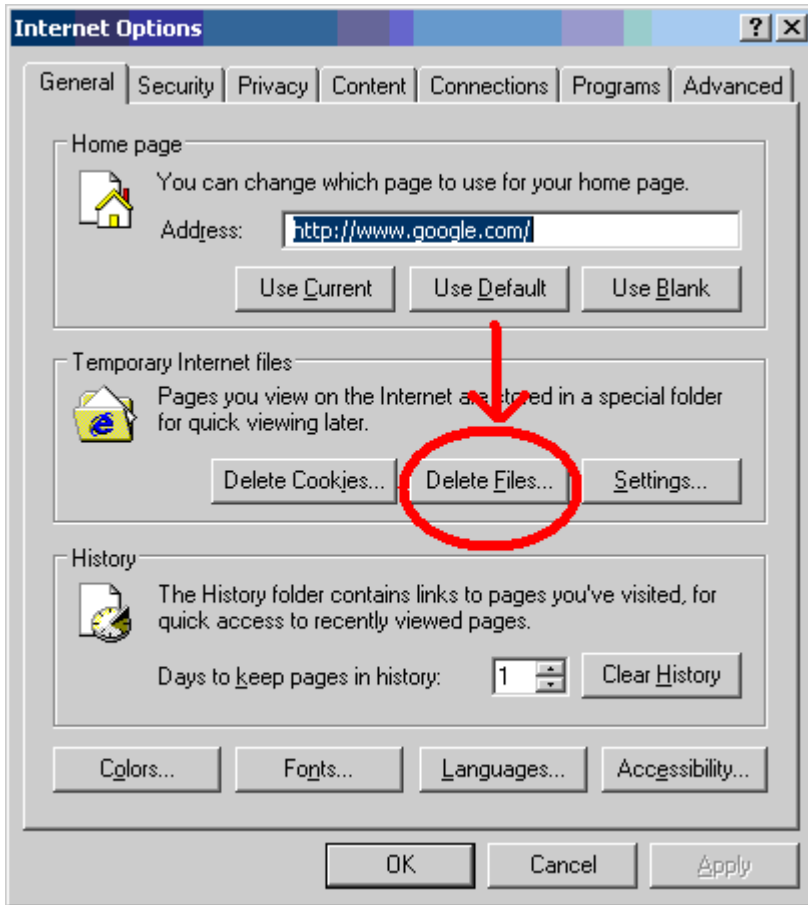 Internet Options
General Security Privacy Content Connections Programs Advanced
Home page
You can change which page to use for your home page.
Address: http://www.google.com/
Use Current Use Default Use Blank
Temporary Internet files
Pages you view on the Internet are stored in a special folder
for quick viewing later.
Delete Cookies... Delete Files... Settings...
History
The History folder contains links to pages you've visited, for
quick access to recently viewed pages.
Days to keep pages in history: 1 Clear History
Colors... Fonts... Languages... Accessibility...
OK Cancel Apply